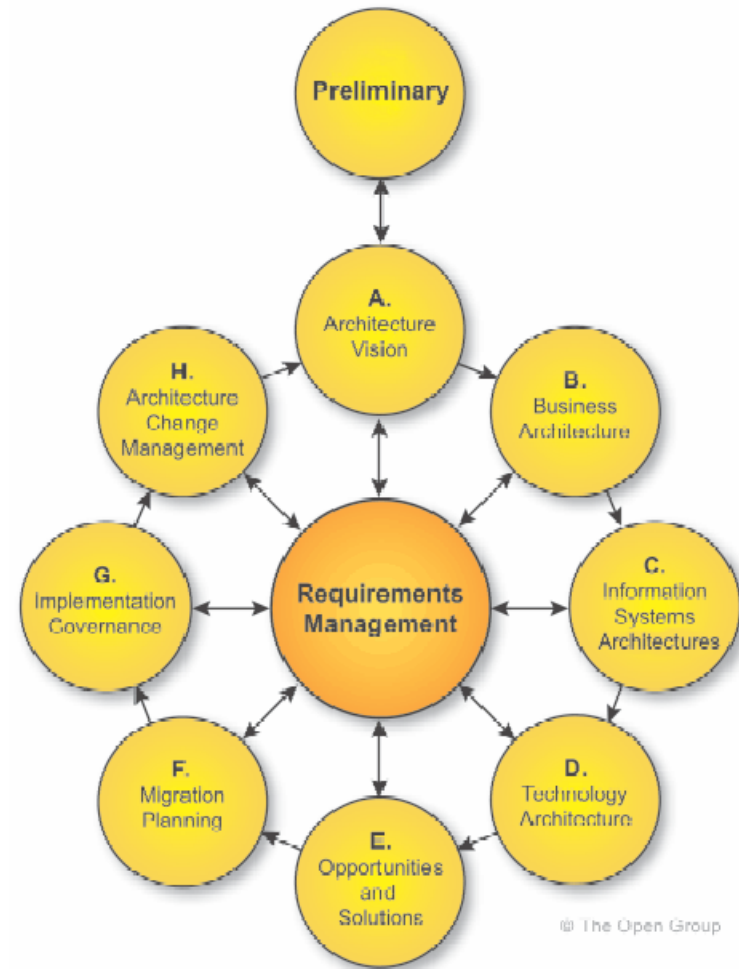 Preliminary
A.
Architecture
Vision
H.
Architecture
Change
Management
B.
Business
Architecture
G.
Implementation
Governance
Requirements
Management
C.
Information
Systems
Architectures
F.
Migration
Planning
D.
Technology
Architecture
E.
Opportunities
and
Solutions
© The Open Group